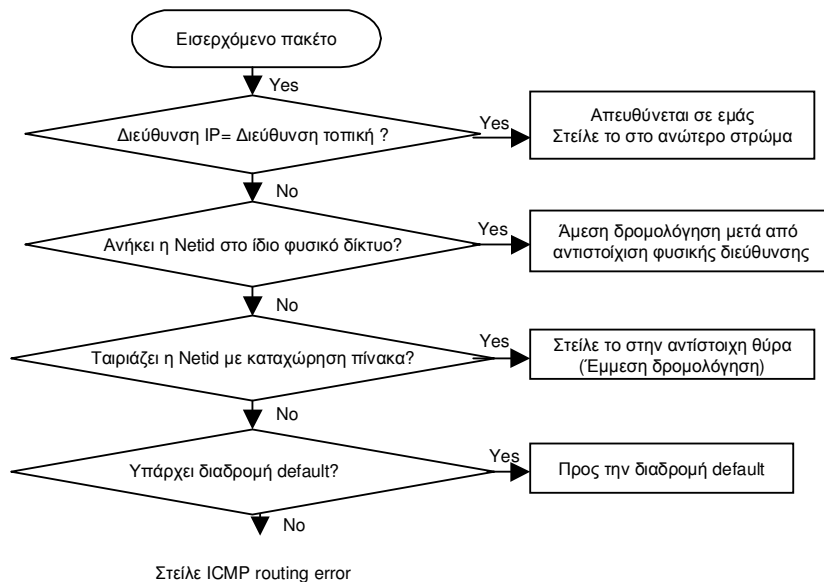 Εισερχόμενο πακέτο
Yes
Διεύθυνση IP= Διεύθυνση τοπική ?
Yes
Απευθύνεται σε εμάς
Στείλε το στο ανώτερο στρώμα
No
Ανήκει η Netid στο ίδιο φυσικό δίκτυο?
Yes
Άμεση δρομολόγηση μετά από
αντιστοίχιση φυσικής διεύθυνσης
No
Ταιριάζει η Netid με καταχώρηση πίνακα?
Yes
Στείλε το στην αντίστοιχη θύρα
(Έμμεση δρομολόγηση)
No
Υπάρχει διαδρομή default?
Yes
Προς την διαδρομή default
No
Στείλε ICMP routing error